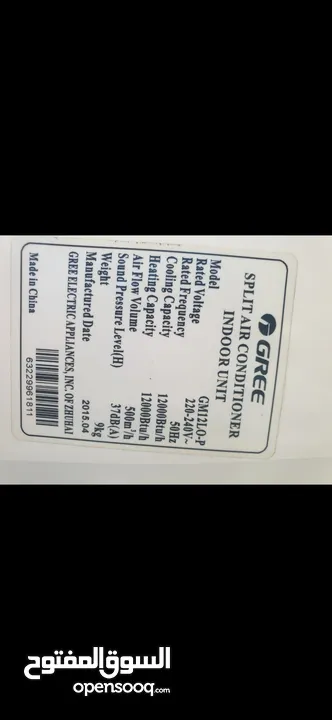 GREE
SPLIT AIR CONDITIONER
INDOOR UNIT
Model GM12LO-P
Rated Voltage 220-240V~
Rated Frequency 50Hz
Cooling Capacity 12000Btu/h
Heating Capacity 12000Btu/h
Air Flow Volume 500m³/h
Sound Pressure Level(H) 37dB(A)
Weight 9kg
Manufactured Date 2015.04
GREE ELECTRIC APPLIANCES, INC. OF ZHUHAI
63229961811
Made in China
السوق المفتوح
opensooq.com